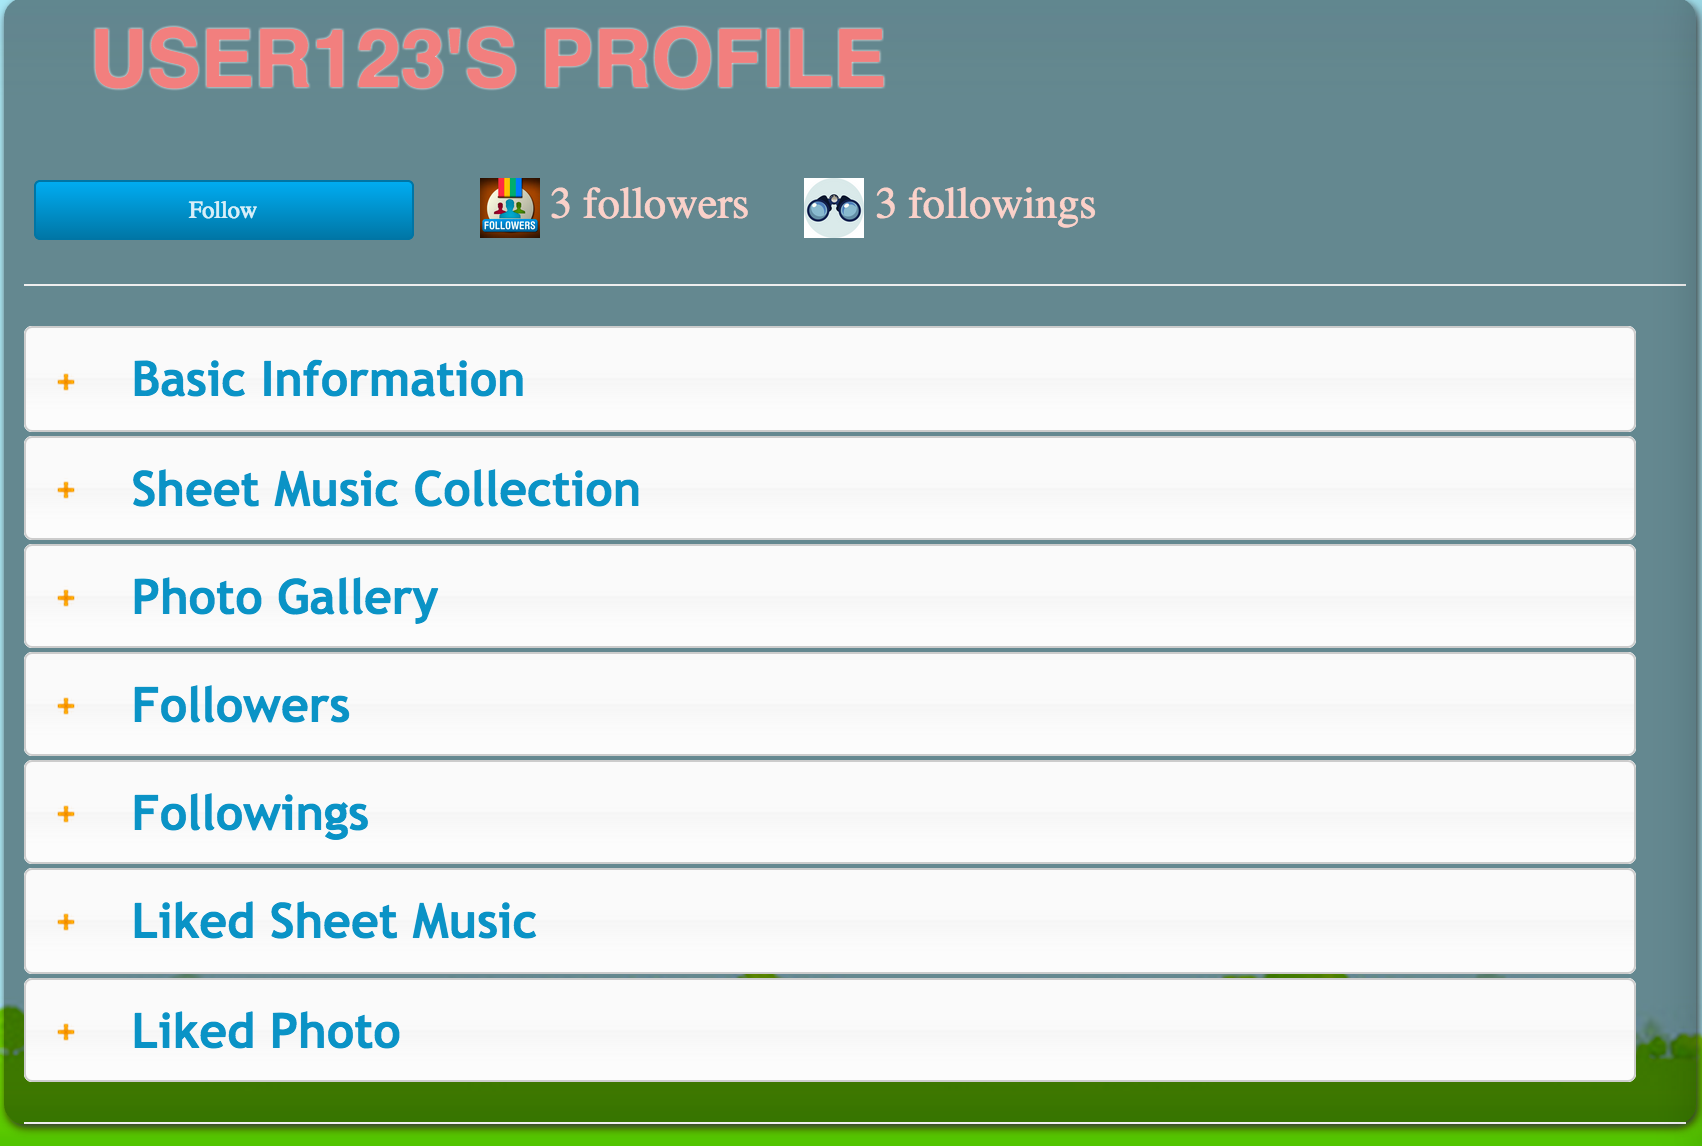 USER123'S PROFILE
Follow
FOLLOWERS
3 followers
3 followings
Basic Information
Sheet Music Collection
Photo Gallery
Followers
Followings
Liked Sheet Music
Liked Photo